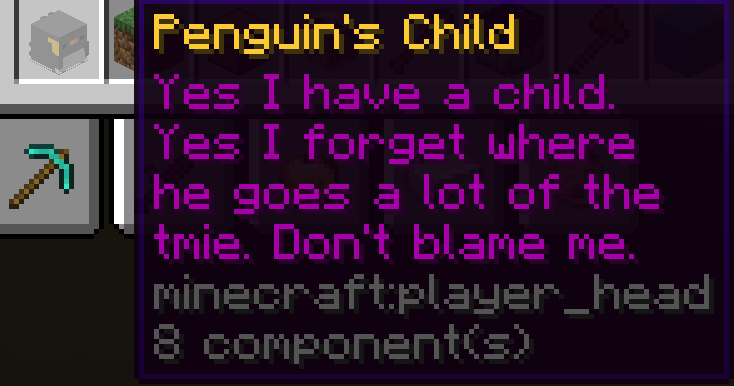 Penguin's Child
Yes I have a child.
Yes I forget where
he goes a lot of the
tmie. Don't blame me.
minecraft:player_head
8 component(s)